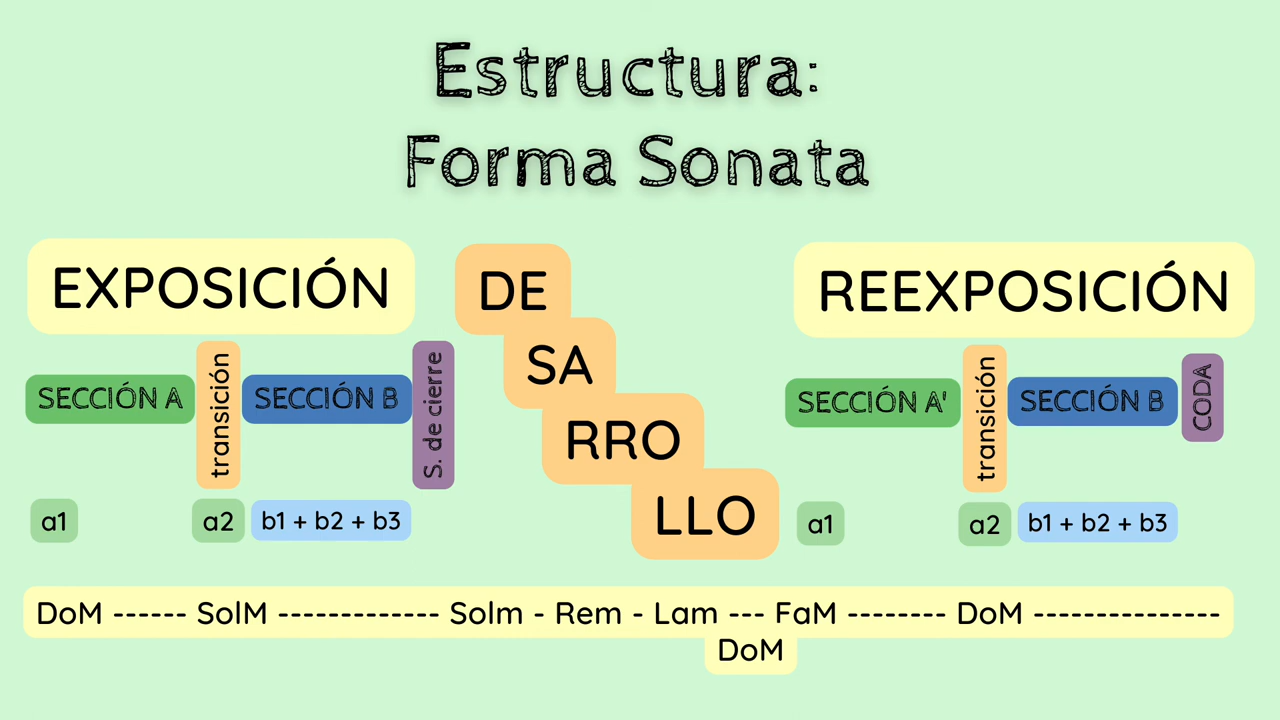 Estructura:
Forma Sonata
EXPOSICIÓN
SECCIÓN A
transición
SECCIÓN B
S. de cierre
a1
a2
b1 + b2 + b3
DE
SA
RRO
LLO
REEXPOSICIÓN
SECCIÓN A'
transición
SECCIÓN B
CODA
a1
a2
b1 + b2 + b3
DoM ------ SolM ------------- Solm - Rem - Lam --- FaM -------- DoM ---------------
DoM